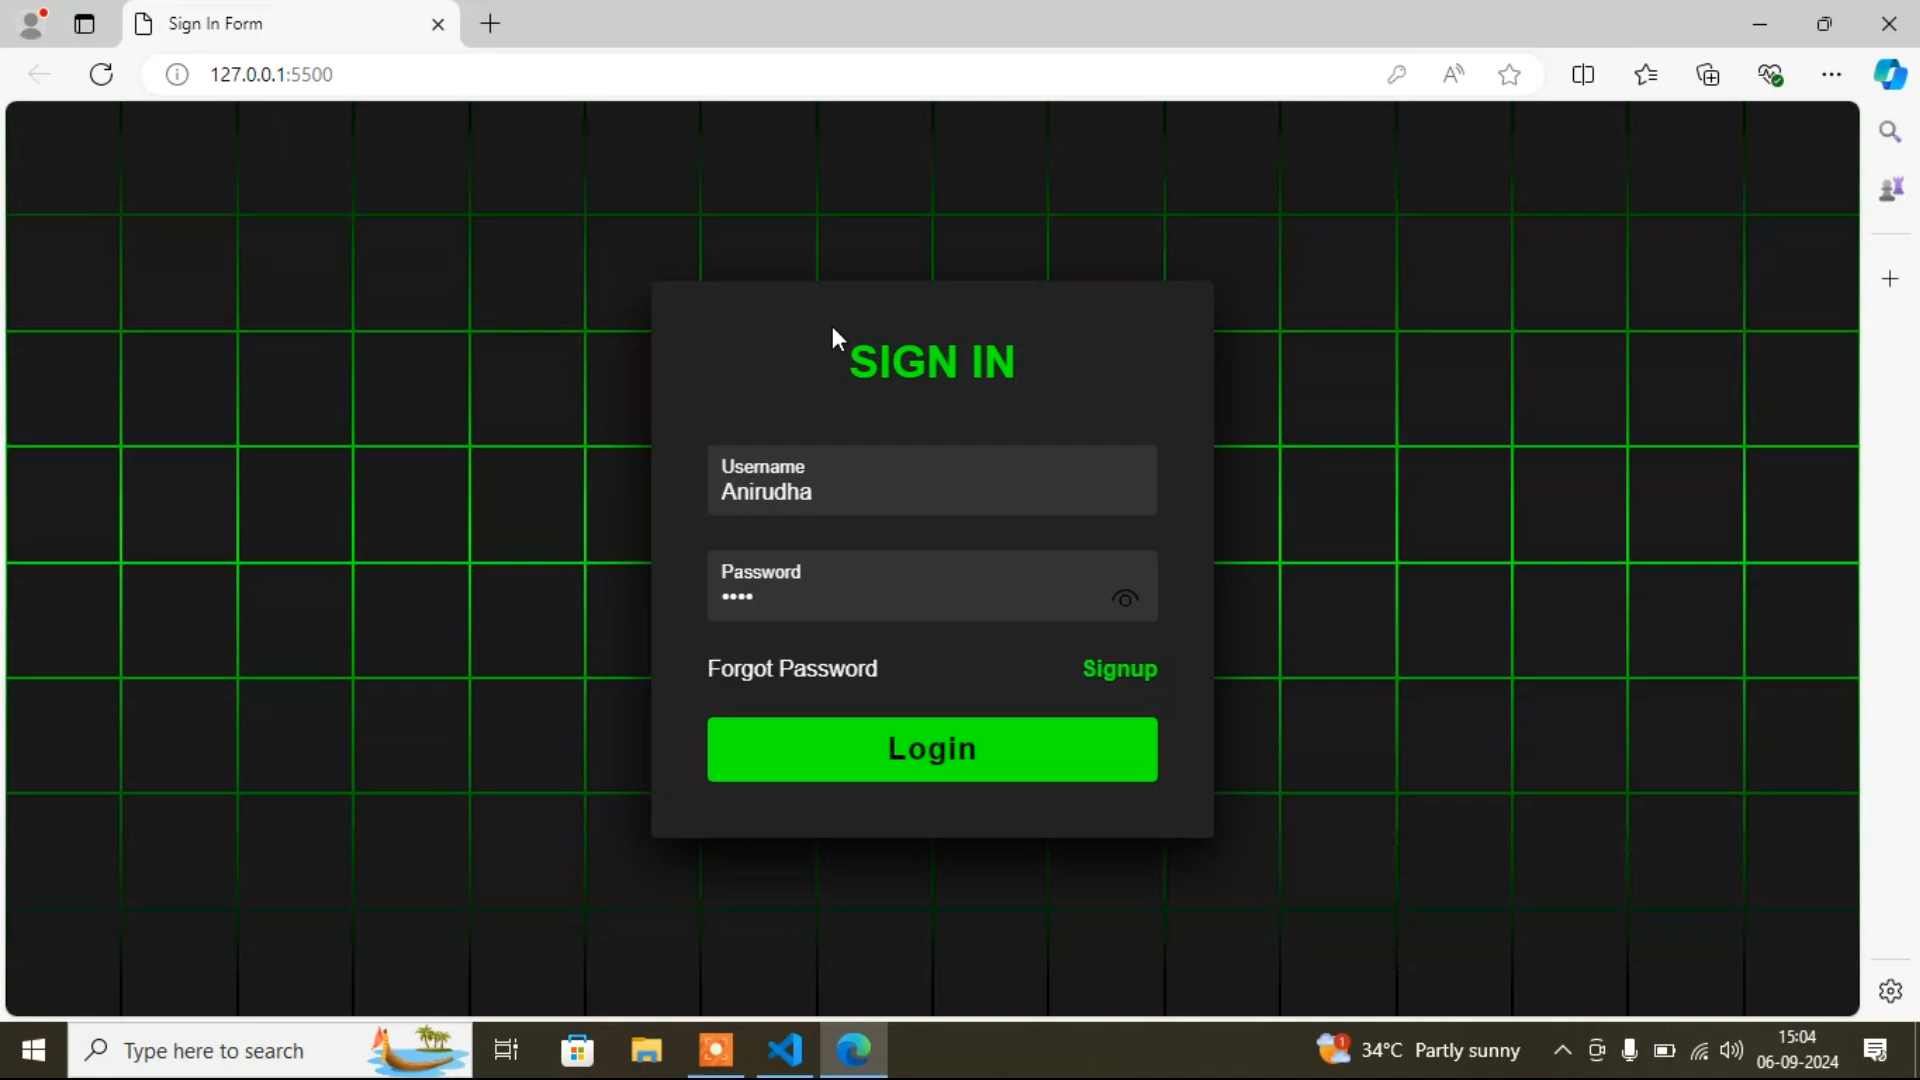 Sign In Form
127.0.0.1:5500
SIGN IN
Username
Anirudha
Password
••••
Forgot Password
Signup
Login
Type here to search
1
34°C Partly sunny
15:04
06-09-2024